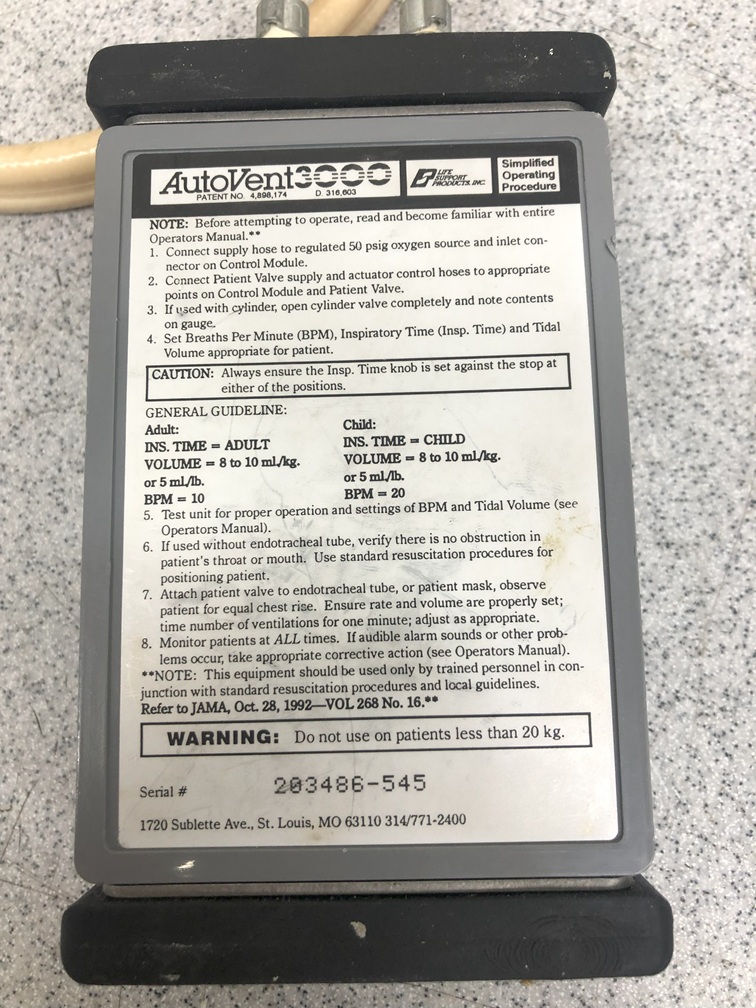 AutoVent3000
PATENT NO. 4,898,174 D. 316,603
LIFE
SUPPORT
PRODUCTS, INC.
Simplified
Operating
Procedure
NOTE: Before attempting to operate, read and become familiar with entire
Operators Manual.**
1. Connect supply hose to regulated 50 psig oxygen source and inlet con-
nector on Control Module.
2. Connect Patient Valve supply and actuator control hoses to appropriate
points on Control Module and Patient Valve.
3. If used with cylinder, open cylinder valve completely and note contents
on gauge.
4. Set Breaths Per Minute (BPM), Inspiratory Time (Insp. Time) and Tidal
Volume appropriate for patient.
CAUTION: Always ensure the Insp. Time knob is set against the stop at
either of the positions.
GENERAL GUIDELINE:
Adult:
INS. TIME = ADULT
VOLUME = 8 to 10 ml/kg.
or 5 ml/lb.
BPM = 10
Child:
INS. TIME = CHILD
VOLUME = 8 to 10 ml/kg.
or 5 ml/lb.
BPM = 20
5. Test unit for proper operation and settings of BPM and Tidal Volume (see
Operators Manual).
6. If used without endotracheal tube, verify there is no obstruction in
patient's throat or mouth. Use standard resuscitation procedures for
positioning patient.
7. Attach patient valve to endotracheal tube, or patient mask, observe
patient for equal chest rise. Ensure rate and volume are properly set;
time number of ventilations for one minute; adjust as appropriate.
8. Monitor patients at ALL times. If audible alarm sounds or other prob-
lems occur, take appropriate corrective action (see Operators Manual).
**NOTE: This equipment should be used only by trained personnel in con-
junction with standard resuscitation procedures and local guidelines.
Refer to JAMA, Oct. 28, 1992—VOL 268 No. 16.**
WARNING: Do not use on patients less than 20 kg.
Serial # 203486-545
1720 Sublette Ave., St. Louis, MO 63110 314/771-2400